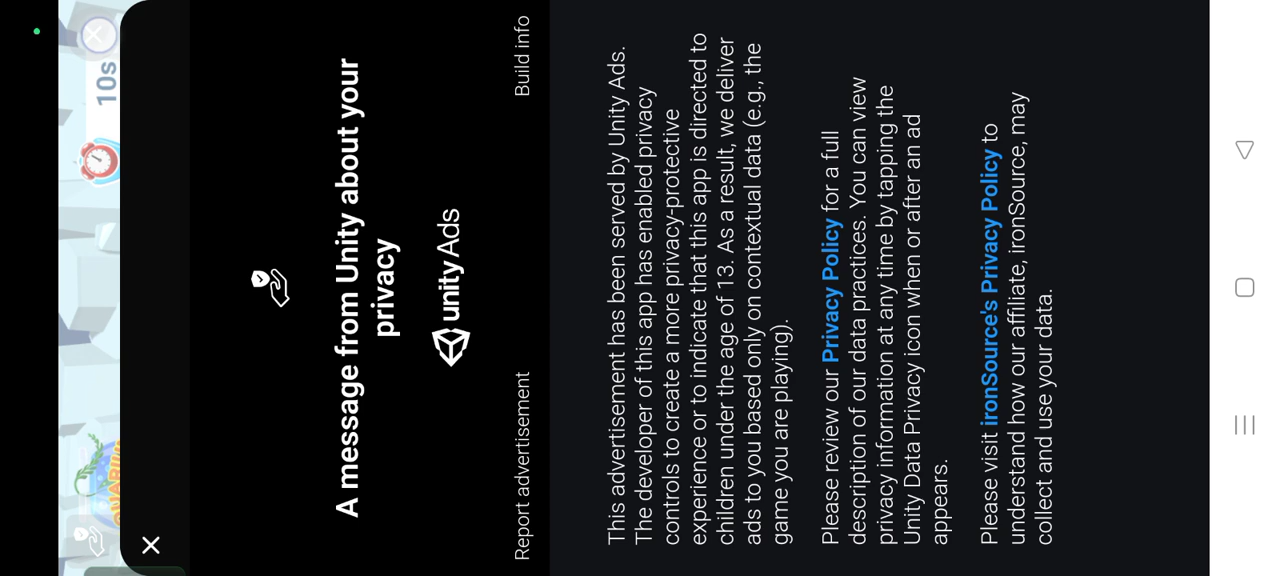 10s
A message from Unity about your
privacy
unity Ads
Report advertisement
Build info
This advertisement has been served by Unity Ads.
The developer of this app has enabled privacy
controls to create a more privacy-protective
experience or to indicate that this app is directed to
children under the age of 13. As a result, we deliver
ads to you based only on contextual data (e.g., the
game you are playing).
Please review our Privacy Policy for a full
description of our data practices. You can view
privacy information at any time by tapping the
Unity Data Privacy icon when or after an ad
appears.
Please visit ironSource's Privacy Policy to
understand how our affiliate, ironSource, may
collect and use your data.